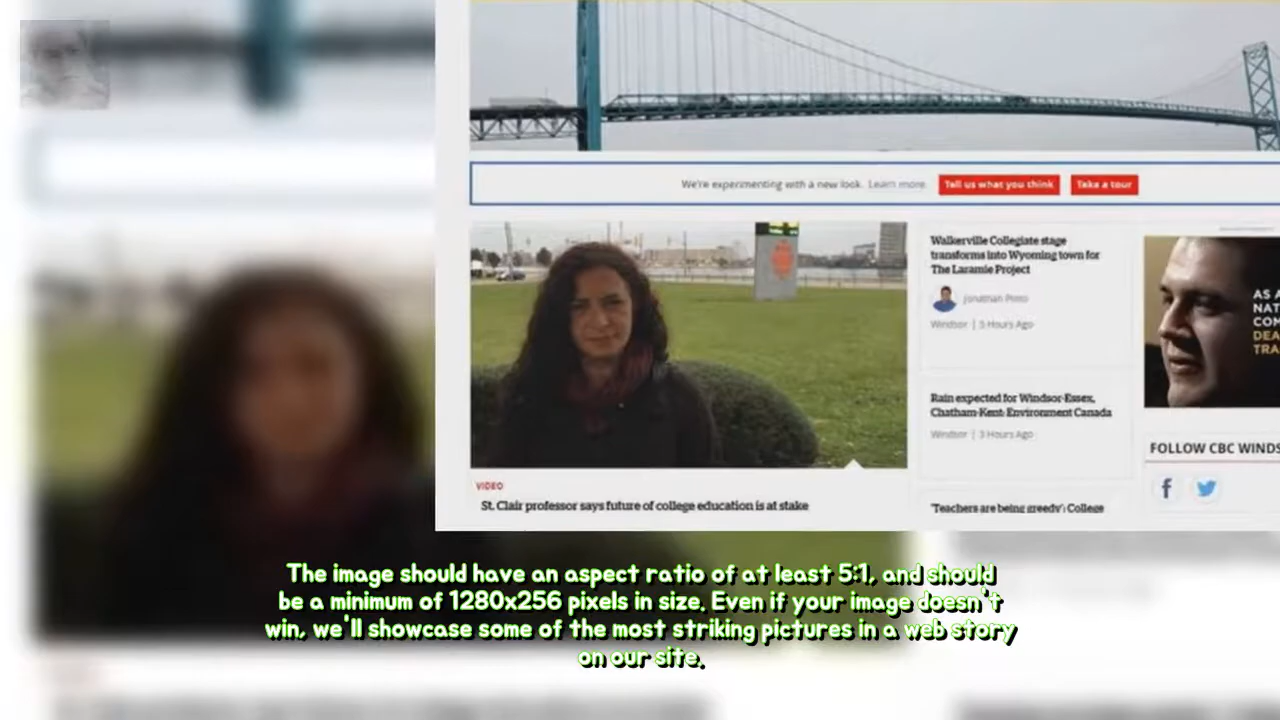 We're experimenting with a new look. Learn more.
Tell us what you think
Take a tour
Walkerville Collegiate stage
transforms into Wyoming town for
The Laramie Project
Jonathan Pinto
Windsor | 5 Hours Ago
Rain expected for Windsor-Essex,
Chatham-Kent: Environment Canada
Windsor | 3 Hours Ago
'Teachers are being greedy': College
AS A
NAT
CON
DEA
TRA
FOLLOW CBC WINDS
VIDEO
St. Clair professor says future of college education is at stake
The image should have an aspect ratio of at least 5:1, and should
be a minimum of 1280x256 pixels in size. Even if your image doesn't
win, we'll showcase some of the most striking pictures in a web story
on our site.